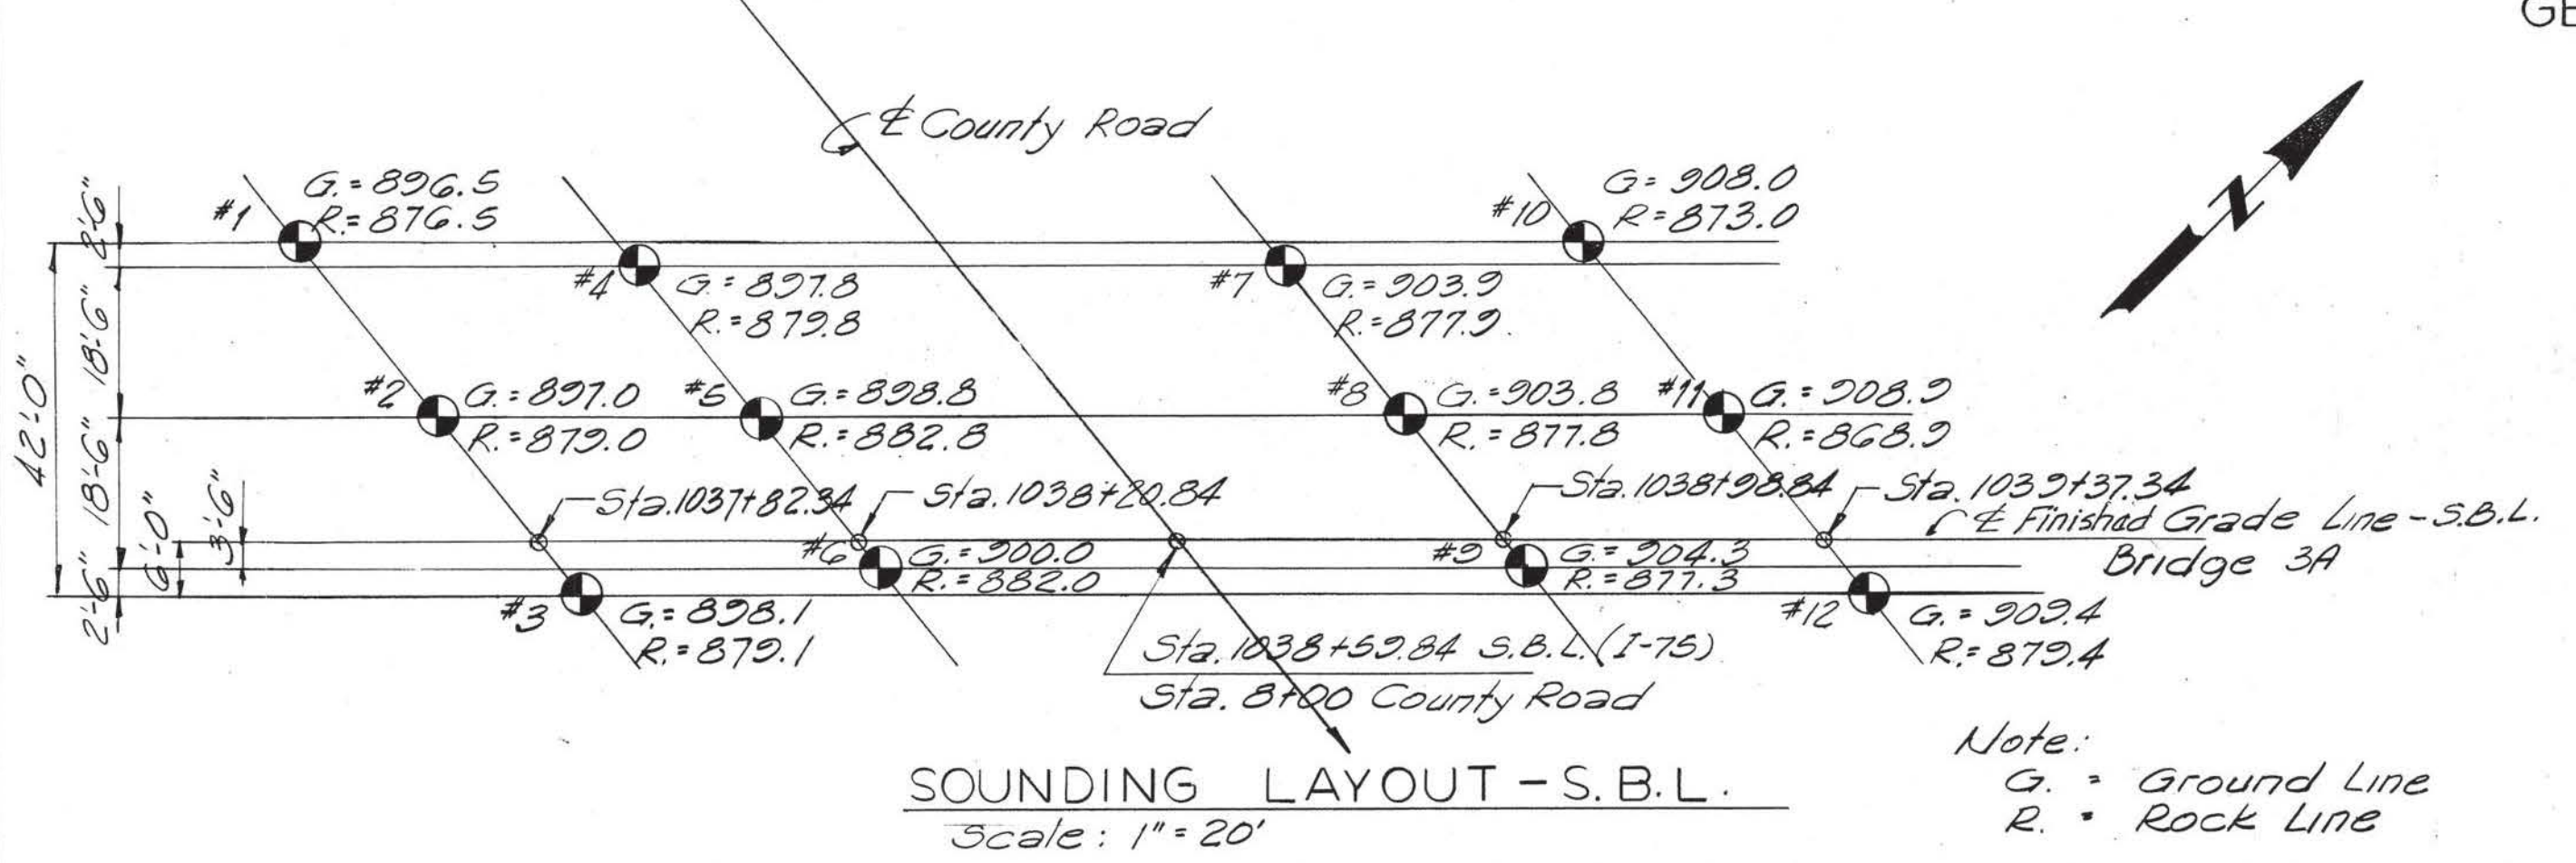 GE
℄ County Road
#1
G.=896.5
R.=876.5
#4
G.=897.8
R.=879.8
#7
G.=903.9
R.=877.9
#10
G=908.0
R=873.0
N
2'-6"
18'-6"
42'-0"
18'-6"
2'-6"
6'-0"
3'-6"
#2
G.=897.0
R.=879.0
#5
G.=898.8
R.=882.8
#8
G.=903.8
R.=877.8
#11
G.=908.9
R.=868.9
Sta.1037+82.34
Sta.1038+20.84
Sta.1038+98.84
Sta.1039+37.34
℄ Finished Grade Line-S.B.L.
Bridge 3A
#3
G.=898.1
R.=879.1
#6
G.=900.0
R.=882.0
#9
G.=904.3
R.=877.3
#12
G.=909.4
R.=879.4
Sta.1038+59.84 S.B.L.(I-75)
Sta. 8+00 County Road
SOUNDING LAYOUT-S.B.L.
Scale: 1"=20'
Note:
G. = Ground Line
R. = Rock Line